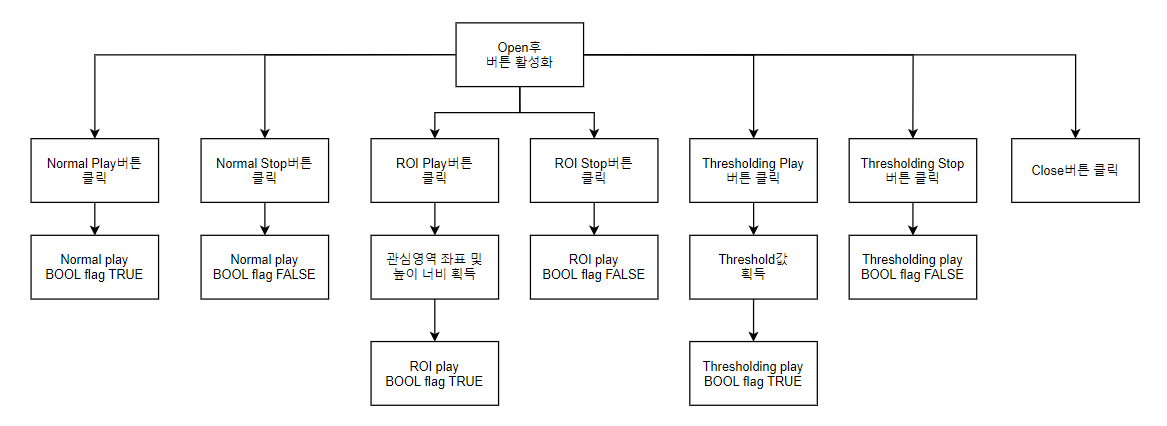 Open후
버튼 활성화
Normal Play버튼
클릭
Normal Stop버튼
클릭
ROI Play버튼
클릭
ROI Stop버튼
클릭
Thresholding Play
버튼 클릭
Thresholding Stop
버튼 클릭
Close버튼 클릭
Normal play
BOOL flag TRUE
Normal play
BOOL flag FALSE
관심영역 좌표 및
높이 너비 획득
ROI play
BOOL flag FALSE
Threshold값
획득
Thresholding play
BOOL flag FALSE
ROI play
BOOL flag TRUE
Thresholding play
BOOL flag TRUE